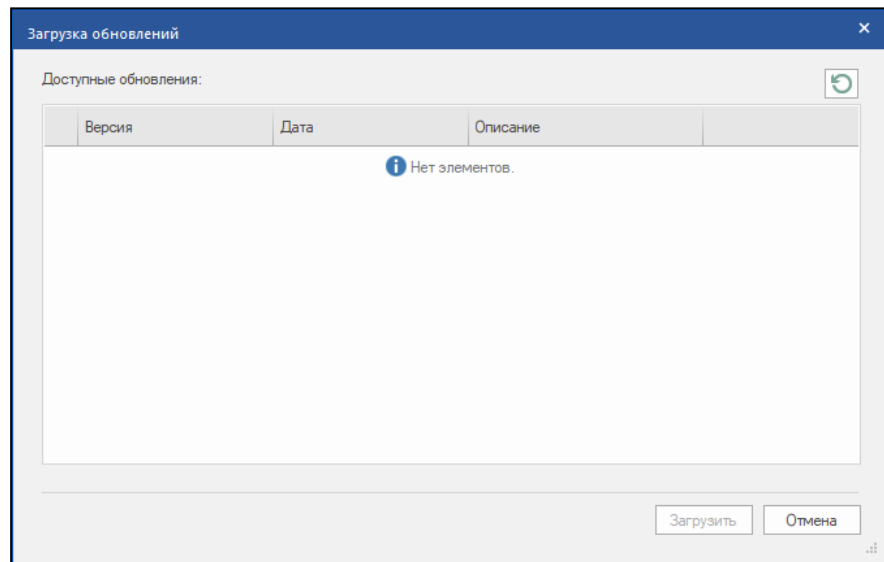 Загрузка обновлений
Доступные обновления:
Версия Дата Описание
Нет элементов.
Загрузить Отмена